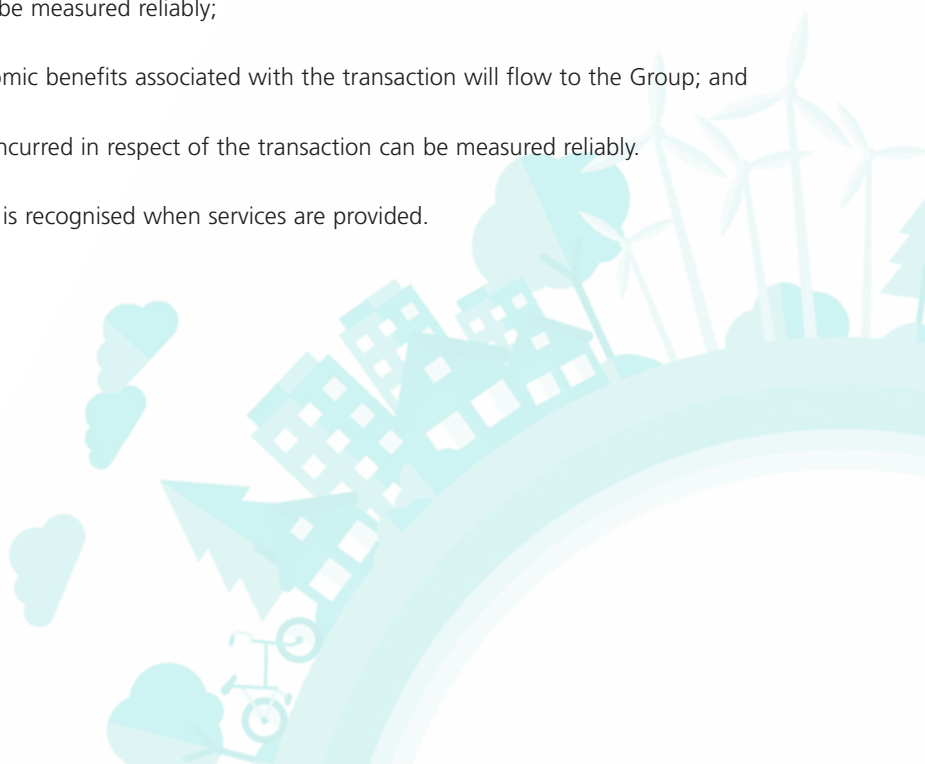 be measured reliably;
omic benefits associated with the transaction will flow to the Group; and
ncurred in respect of the transaction can be measured reliably.
is recognised when services are provided.